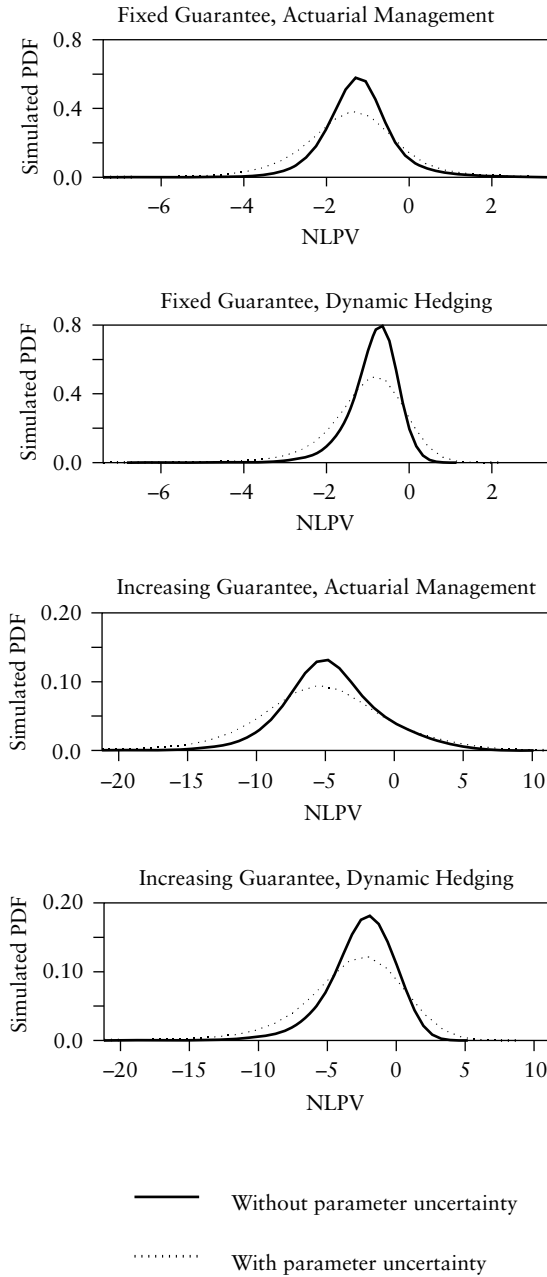 Fixed Guarantee, Actuarial Management
Simulated PDF
0.8
0.4
0.0
−6 −4 −2 0 2
NLPV
Fixed Guarantee, Dynamic Hedging
Simulated PDF
0.8
0.4
0.0
−6 −4 −2 0 2
NLPV
Increasing Guarantee, Actuarial Management
Simulated PDF
0.20
0.10
0.0
−20 −15 −10 −5 0 5 10
NLPV
Increasing Guarantee, Dynamic Hedging
Simulated PDF
0.20
0.10
0.0
−20 −15 −10 −5 0 5 10
NLPV
Without parameter uncertainty
With parameter uncertainty